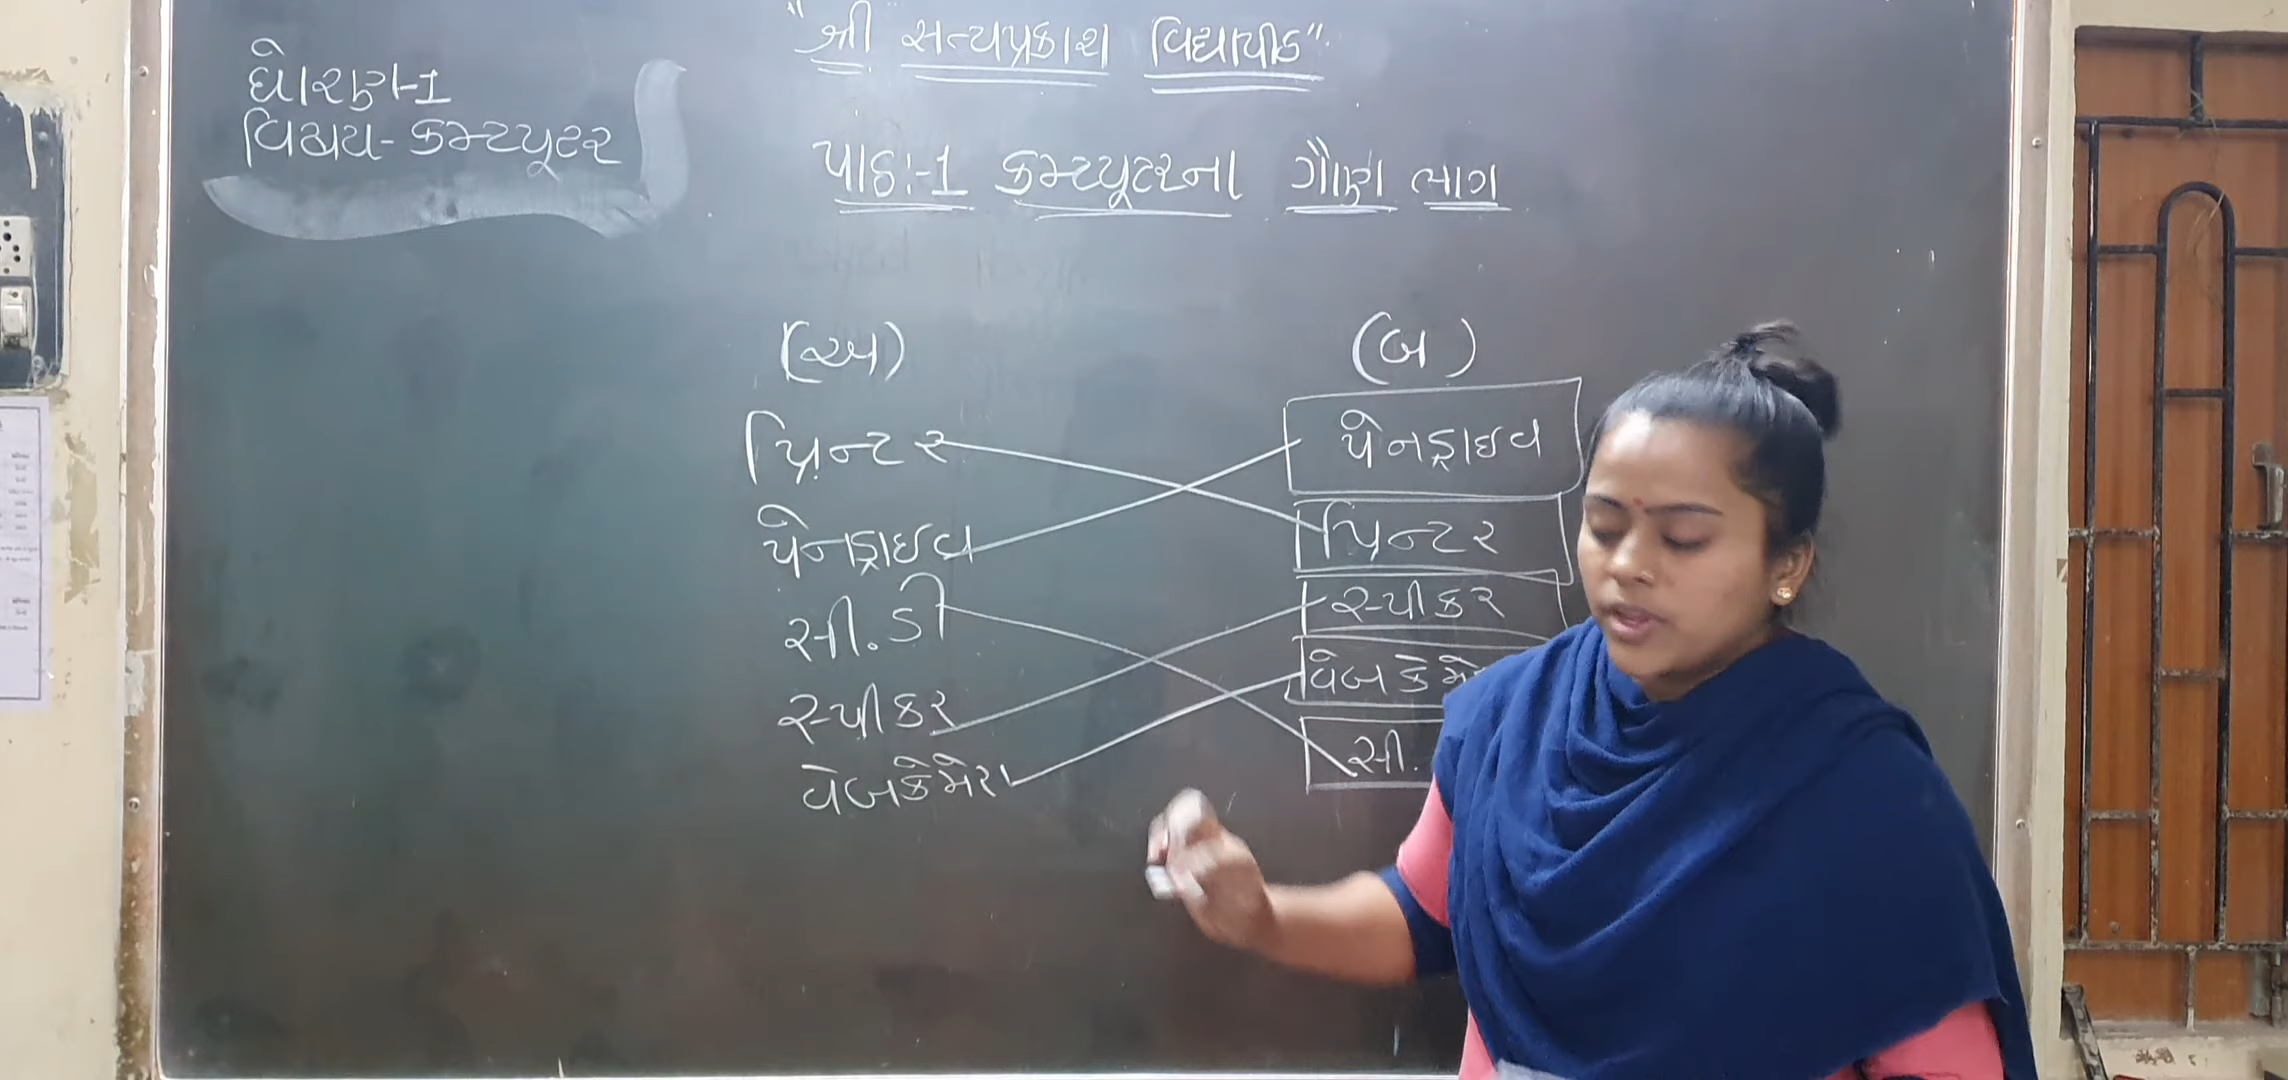 "શ્રી સત્યપ્રકાશ વિદ્યાપીઠ"
ધોરણ-1
વિષય- કમ્પ્યૂટર
પાઠ:-1 કમ્પ્યૂટરના ગૌણ ભાગ
(અ) (બ)
પ્રિન્ટર પેનડ્રાઇવ
પેનડ્રાઇવ પ્રિન્ટર
સી.ડી સ્પીકર
સ્પીકર વેબકેમે
વેબકેમેરા સી.